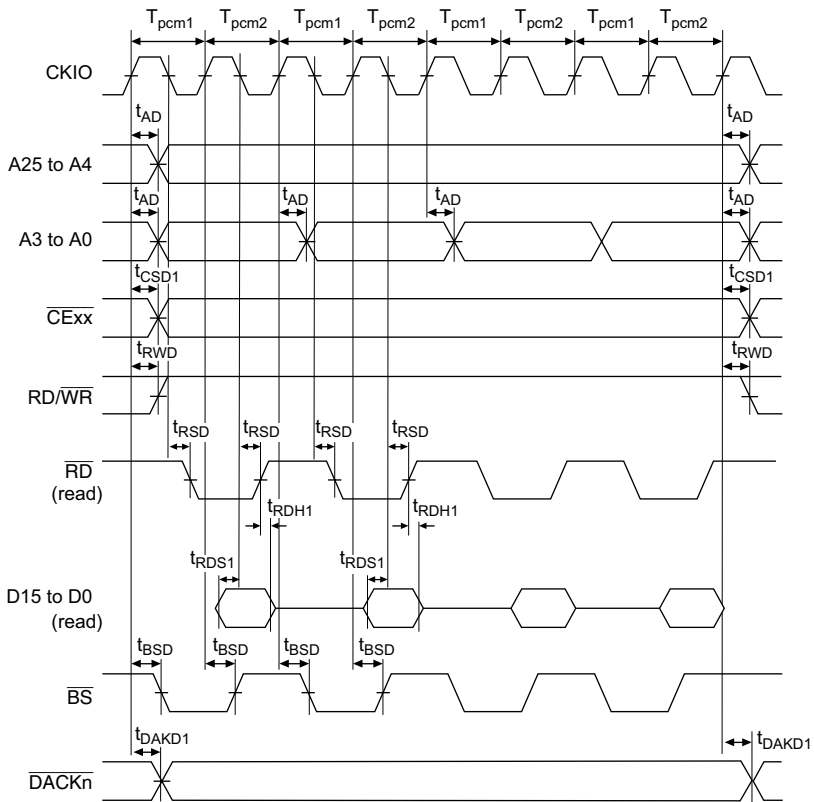 Tpcm1 Tpcm2 Tpcm1 Tpcm2 Tpcm1 Tpcm2 Tpcm1 Tpcm2
CKIO
tAD tAD
A25 to A4
tAD tAD tAD tAD
A3 to A0
tCSD1 tCSD1
CExx
tRWD tRWD
RD/WR
tRSD tRSD tRSD tRSD
RD
(read)
tRDH1 tRDH1
tRDS1 tRDS1
D15 to D0
(read)
tBSD tBSD tBSD tBSD
BS
tDAKD1 tDAKD1
DACKn